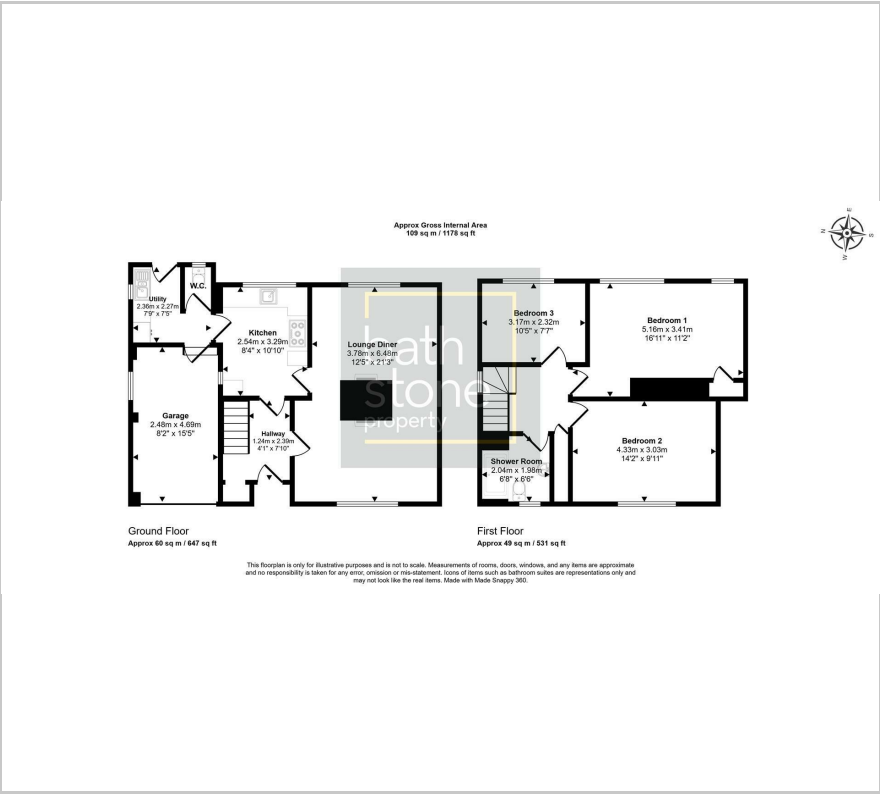 Approx Gross Internal Area
109 sq m / 1178 sq ft
E
N
S
W
W.C.
Utility
2.36m x 2.27m
7'9" x 7'5"
Kitchen
2.54m x 3.29m
8'4" x 10'10"
Lounge Diner
3.78m x 6.48m
12'5" x 21'3"
Garage
2.48m x 4.69m
8'2" x 15'5"
Hallway
1.24m x 2.39m
4'1" x 7'10"
bath
stone
property
Bedroom 3
3.17m x 2.32m
10'5" x 7'7"
Bedroom 1
5.16m x 3.41m
16'11" x 11'2"
Bedroom 2
4.33m x 3.03m
14'2" x 9'11"
Shower Room
2.04m x 1.98m
6'8" x 6'6"
Ground Floor
Approx 60 sq m / 647 sq ft
First Floor
Approx 49 sq m / 531 sq ft
This floorplan is only for illustrative purposes and is not to scale. Measurements of rooms, doors, windows, and any items are approximate
and no responsibility is taken for any error, omission or mis-statement. Icons of items such as bathroom suites are representations only and
may not look like the real items. Made with Made Snappy 360.